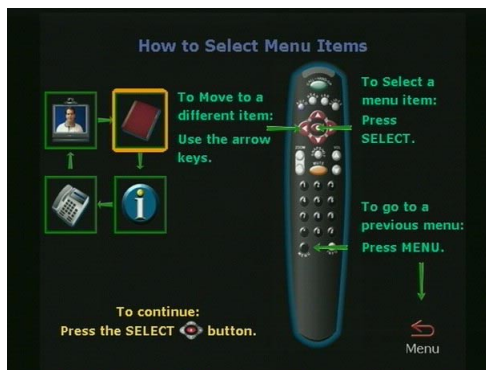 How to Select Menu Items
To Move to a
different item:
Use the arrow
keys.
To Select a
menu item:
Press
SELECT.
To go to a
previous menu:
Press MENU.
To continue:
Press the SELECT button.
Menu